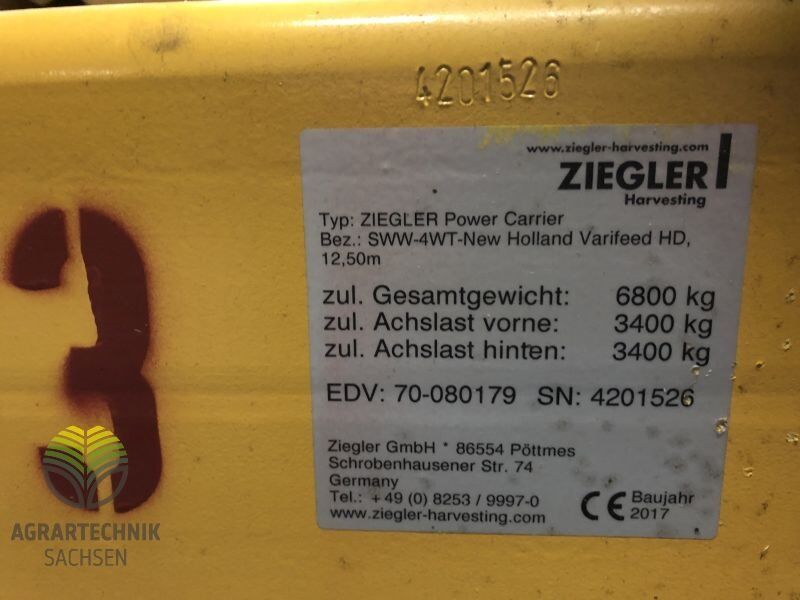 4201526
www.ziegler-harvesting.com
ZIEGLER
Harvesting
Typ: ZIEGLER Power Carrier
Bez.: SWW-4WT-New Holland Varifeed HD,
12,50m
zul. Gesamtgewicht: 6800 kg
zul. Achslast vorne: 3400 kg
zul. Achslast hinten: 3400 kg
EDV: 70-080179 SN: 4201526
Ziegler GmbH * 86554 Pöttmes
Schrobenhausener Str. 74
Germany
Tel.: +49 (0) 8253 / 9997-0
www.ziegler-harvesting.com
CE Baujahr
2017
3
AGRARTECHNIK
SACHSEN